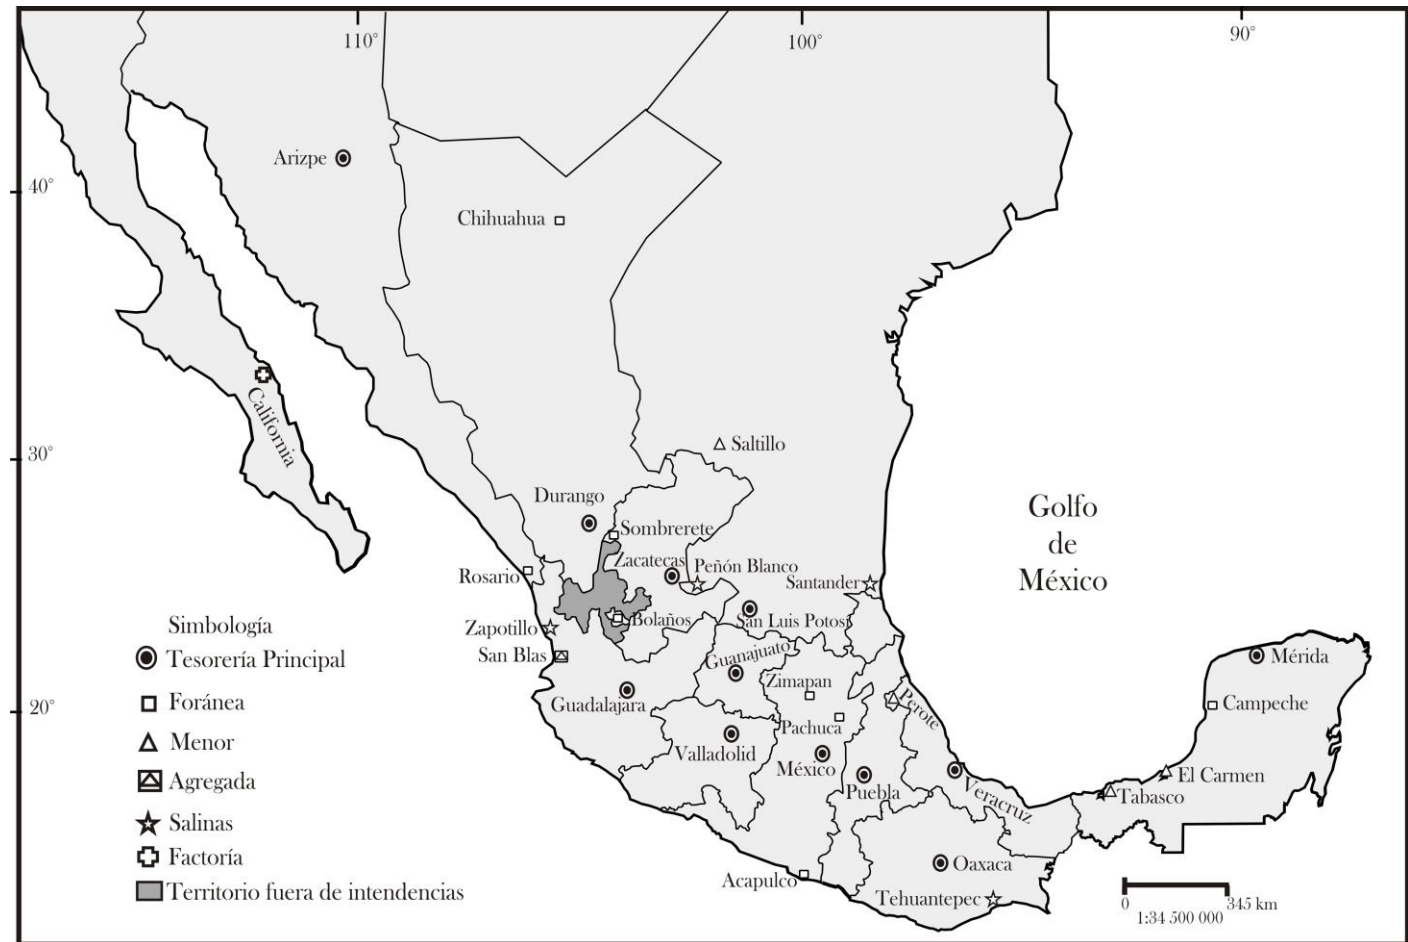 110°
100°
90°
Arizpe
40°
Chihuahua
California
Saltillo
30°
Durango
Golfo
de
México
Sombrerete
Zacatecas
Peñón Blanco
Rosario
Santander
Simbología
Zapotillo
Bolaños
San Luis Potosí
Tesorería Principal
San Blas
Guanajuato
Mérida
Zimapan
Foránea
Guadalajara
Perote
Campeche
20°
Pachuca
Menor
Valladolid
México
El Carmen
Agregada
Puebla
Veracruz
Tabasco
Salinas
Factoría
Oaxaca
Acapulco
Territorio fuera de intendencias
Tehuantepec
0 345 km
1:34 500 000